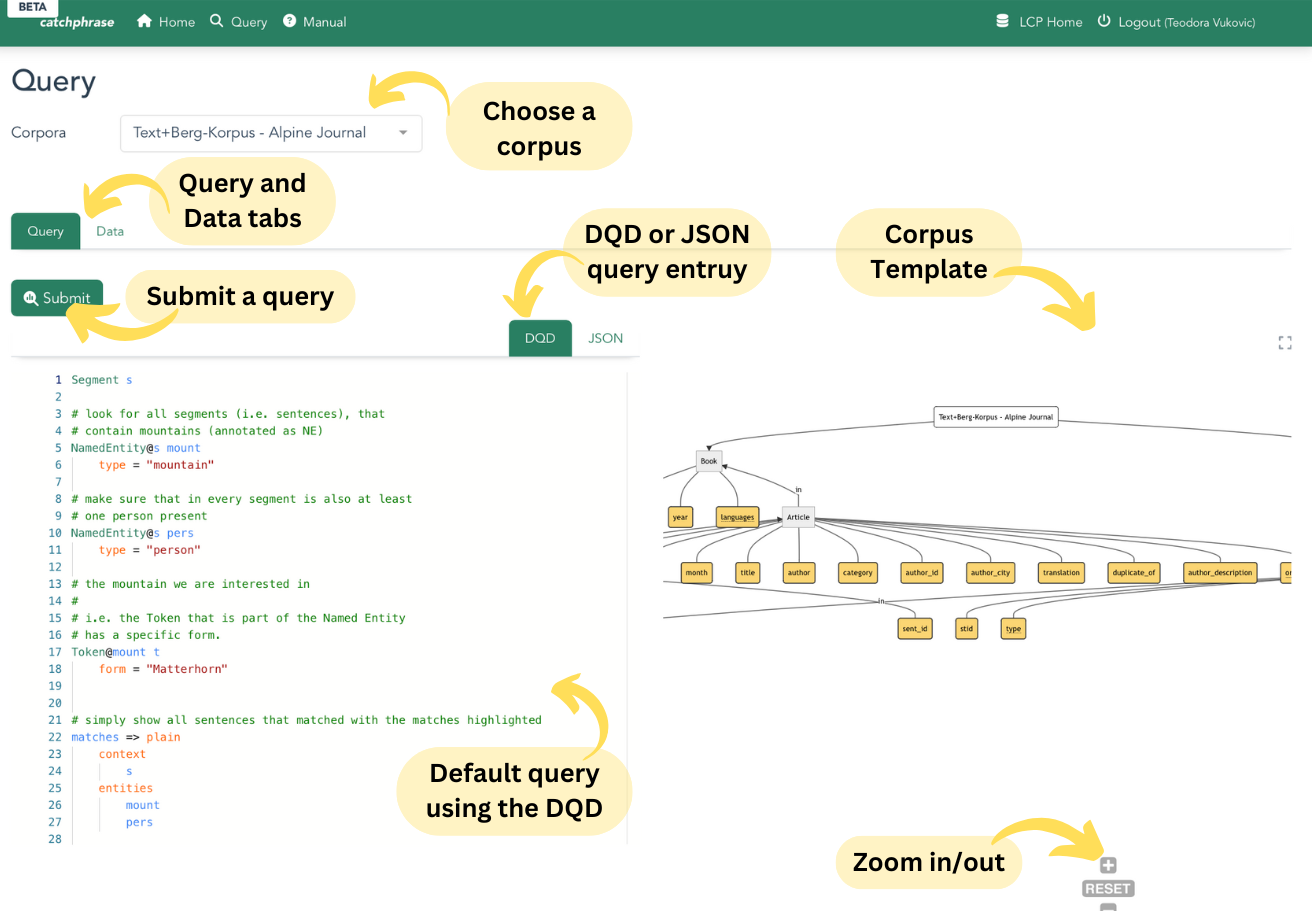 BETA
catchphrase Home Query Manual LCP Home Logout (Teodora Vukovic)
Query
Corpora Text+Berg-Korpus - Alpine Journal
Choose a
corpus
Query and
Data tabs
Query Data
DQD or JSON
query entruy
Corpus
Template
Submit
Submit a query
DQD JSON
1 Segment s
2
3 # look for all segments (i.e. sentences), that
4 # contain mountains (annotated as NE)
5 NamedEntity@s mount
6 type = "mountain"
7
8 # make sure that in every segment is also at least
9 # one person present
10 NamedEntity@s pers
11 type = "person"
12
13 # the mountain we are interested in
14 #
15 # i.e. the Token that is part of the Named Entity
16 # has a specific form.
17 Token@mount t
18 form = "Matterhorn"
19
20
21 # simply show all sentences that matched with the matches highlighted
22 matches => plain
23 context
24 s
25 entities
26 mount
27 pers
28
Default query
using the DQD
Text+Berg-Korpus - Alpine Journal
Book
in
year languages Article
month title author category author_id author_city translation duplicate_of author_description
in
sent_id stid type
Zoom in/out
RESET